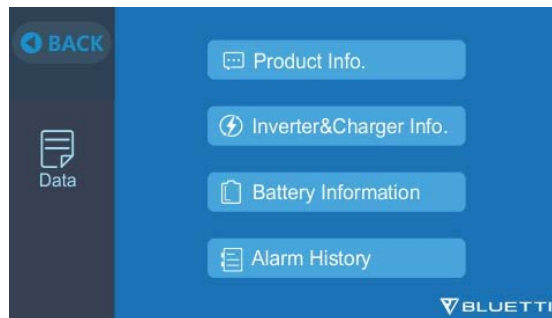 BACK
Data
Product Info.
Inverter&Charger Info.
Battery Information
Alarm History
BLUETTI